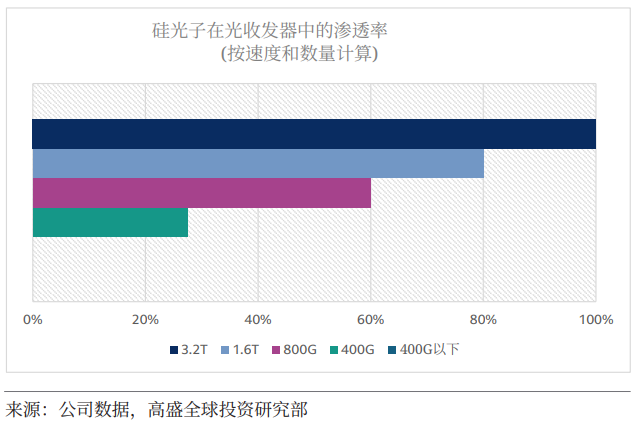 硅光子在光收发器中的渗透率
(按速度和数量计算)
0% 20% 40% 60% 80% 100%
3.2T 1.6T 800G 400G 400G以下
来源：公司数据，高盛全球投资研究部